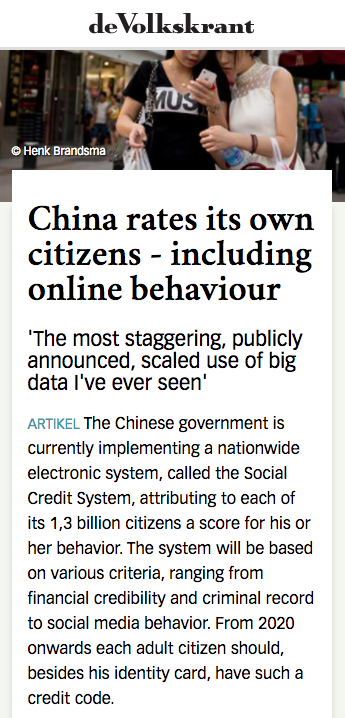 deVolkskrant
MUS
© Henk Brandsma
China rates its own
citizens - including
online behaviour
'The most staggering, publicly
announced, scaled use of big
data I've ever seen'
ARTIKEL The Chinese government is
currently implementing a nationwide
electronic system, called the Social
Credit System, attributing to each of
its 1,3 billion citizens a score for his or
her behavior. The system will be based
on various criteria, ranging from
financial credibility and criminal record
to social media behavior. From 2020
onwards each adult citizen should,
besides his identity card, have such a
credit code.